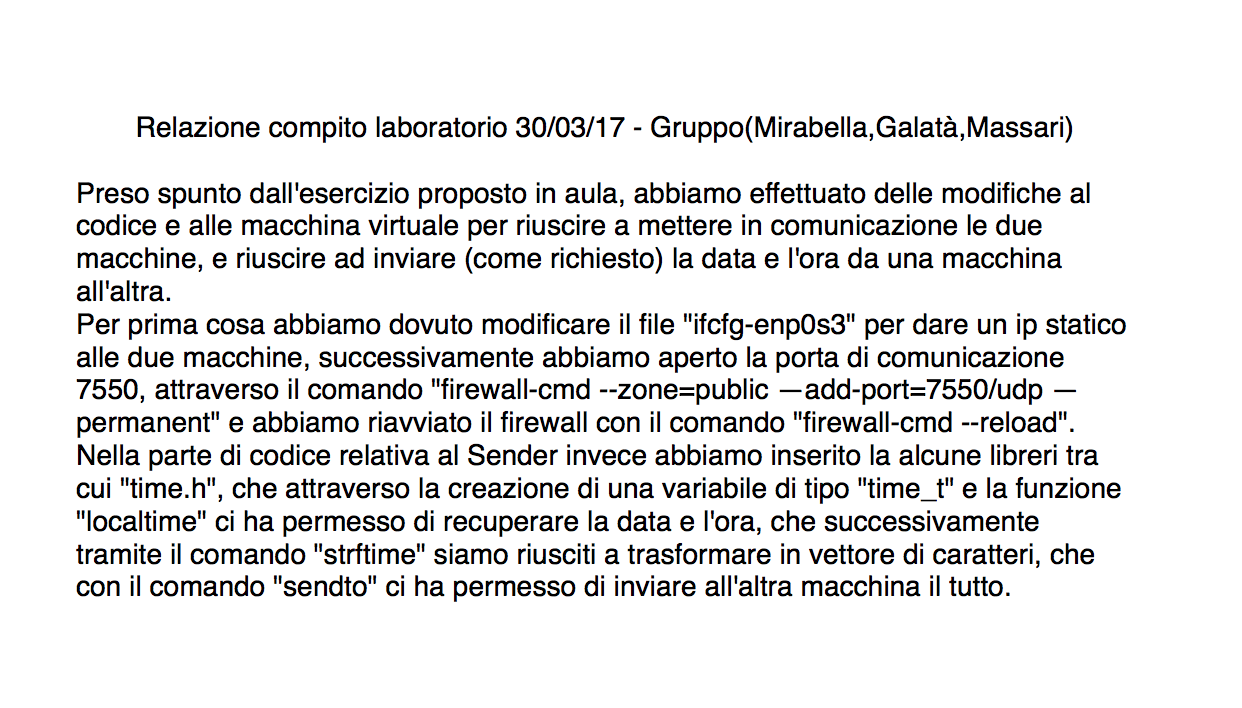 Relazione compito laboratorio 30/03/17 - Gruppo(Mirabella,Galatà,Massari)
Preso spunto dall'esercizio proposto in aula, abbiamo effettuato delle modifiche al
codice e alle macchina virtuale per riuscire a mettere in comunicazione le due
macchine, e riuscire ad inviare (come richiesto) la data e l'ora da una macchina
all'altra.
Per prima cosa abbiamo dovuto modificare il file "ifcfg-enp0s3" per dare un ip statico
alle due macchine, successivamente abbiamo aperto la porta di comunicazione
7550, attraverso il comando "firewall-cmd --zone=public —add-port=7550/udp —
permanent" e abbiamo riavviato il firewall con il comando "firewall-cmd --reload".
Nella parte di codice relativa al Sender invece abbiamo inserito la alcune libreri tra
cui "time.h", che attraverso la creazione di una variabile di tipo "time_t" e la funzione
"localtime" ci ha permesso di recuperare la data e l'ora, che successivamente
tramite il comando "strftime" siamo riusciti a trasformare in vettore di caratteri, che
con il comando "sendto" ci ha permesso di inviare all'altra macchina il tutto.